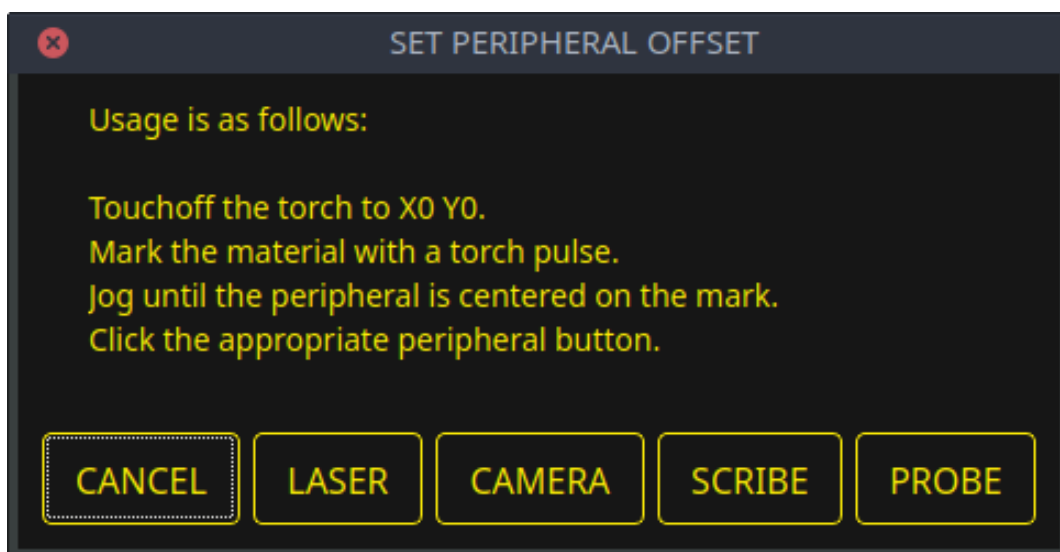 SET PERIPHERAL OFFSET
Usage is as follows:
Touchoff the torch to X0 Y0.
Mark the material with a torch pulse.
Jog until the peripheral is centered on the mark.
Click the appropriate peripheral button.
CANCEL LASER CAMERA SCRIBE PROBE